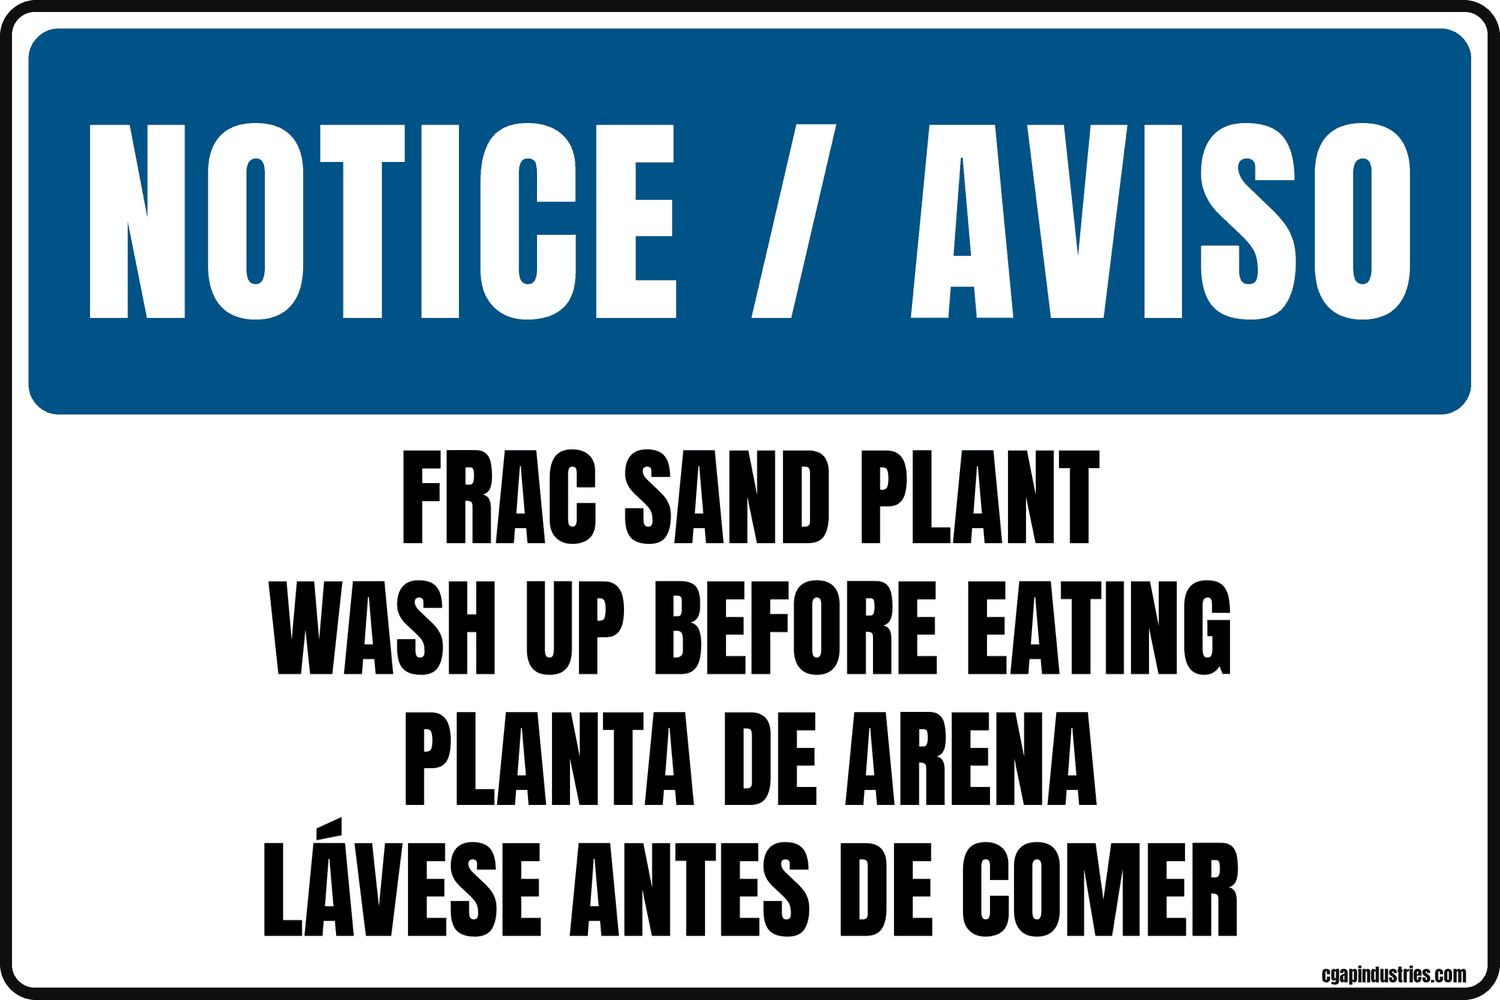 NOTICE / AVISO
FRAC SAND PLANT
WASH UP BEFORE EATING
PLANTA DE ARENA
LÁVESE ANTES DE COMER
cgapindustries.com